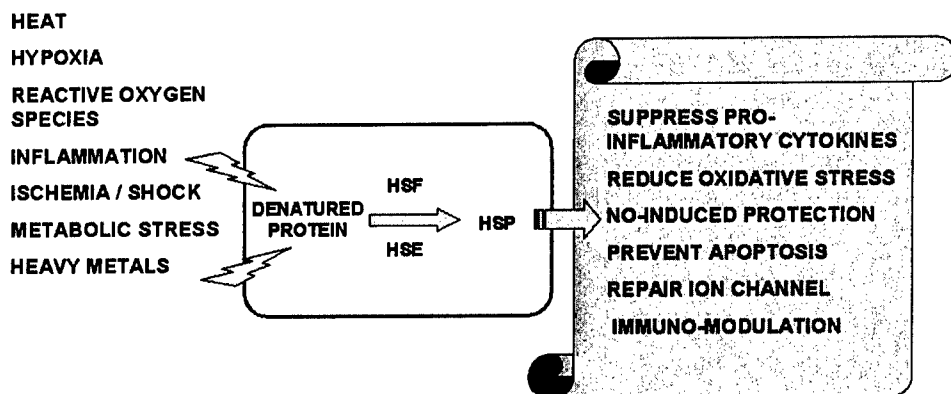 HEAT
HYPOXIA
REACTIVE OXYGEN
SPECIES
INFLAMMATION
ISCHEMIA / SHOCK
METABOLIC STRESS
HEAVY METALS
DENATURED
PROTEIN
HSF
HSE
HSP
SUPPRESS PRO-
INFLAMMATORY CYTOKINES
REDUCE OXIDATIVE STRESS
NO-INDUCED PROTECTION
PREVENT APOPTOSIS
REPAIR ION CHANNEL
IMMUNO-MODULATION